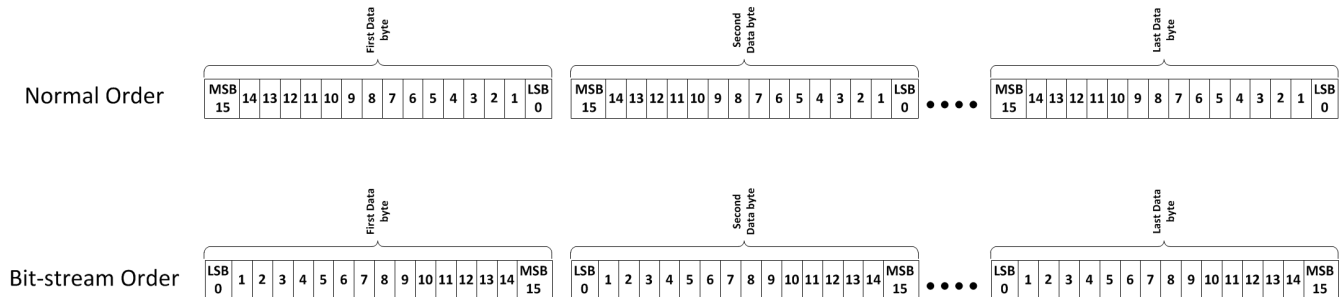 First Data
byte
Second
Data byte
Last Data
byte
Normal Order
MSB 15 14 13 12 11 10 9 8 7 6 5 4 3 2 1 LSB 0
MSB 15 14 13 12 11 10 9 8 7 6 5 4 3 2 1 LSB 0
MSB 15 14 13 12 11 10 9 8 7 6 5 4 3 2 1 LSB 0
First Data
byte
Second
Data byte
Last Data
byte
Bit-stream Order
LSB 0 1 2 3 4 5 6 7 8 9 10 11 12 13 14 MSB 15
LSB 0 1 2 3 4 5 6 7 8 9 10 11 12 13 14 MSB 15
LSB 0 1 2 3 4 5 6 7 8 9 10 11 12 13 14 MSB 15